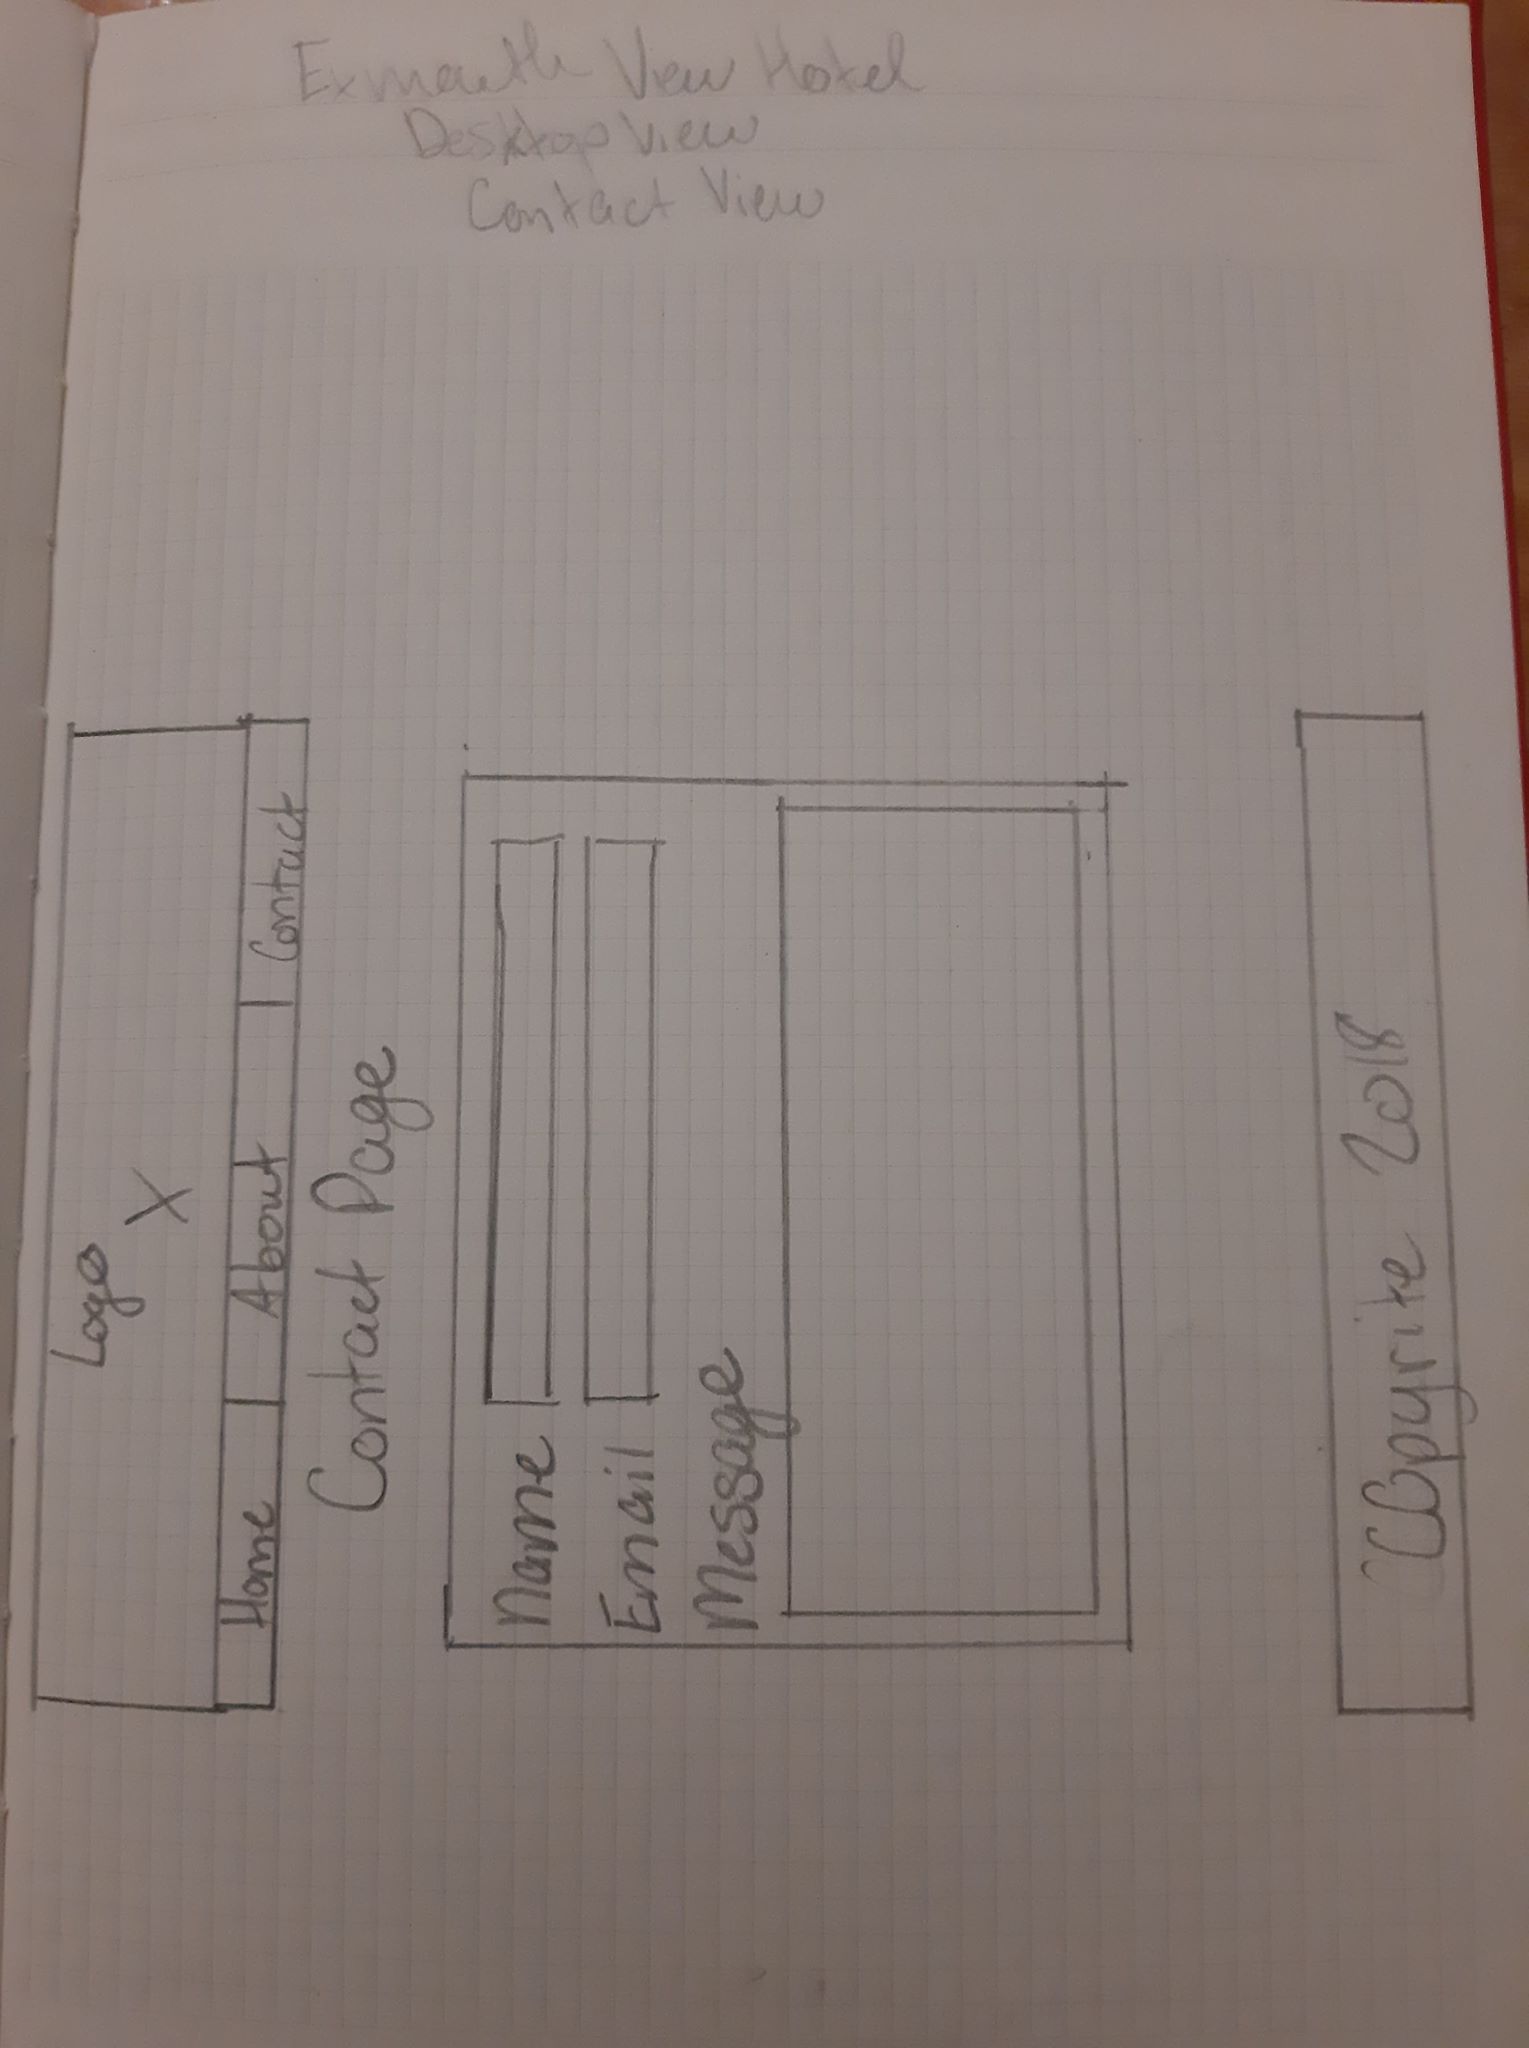 Exmouth View Hotel
Desktop View
Contact View
Logo
X
Home About Contact
Contact Page
Name
Email
Message
Copyrite 2018